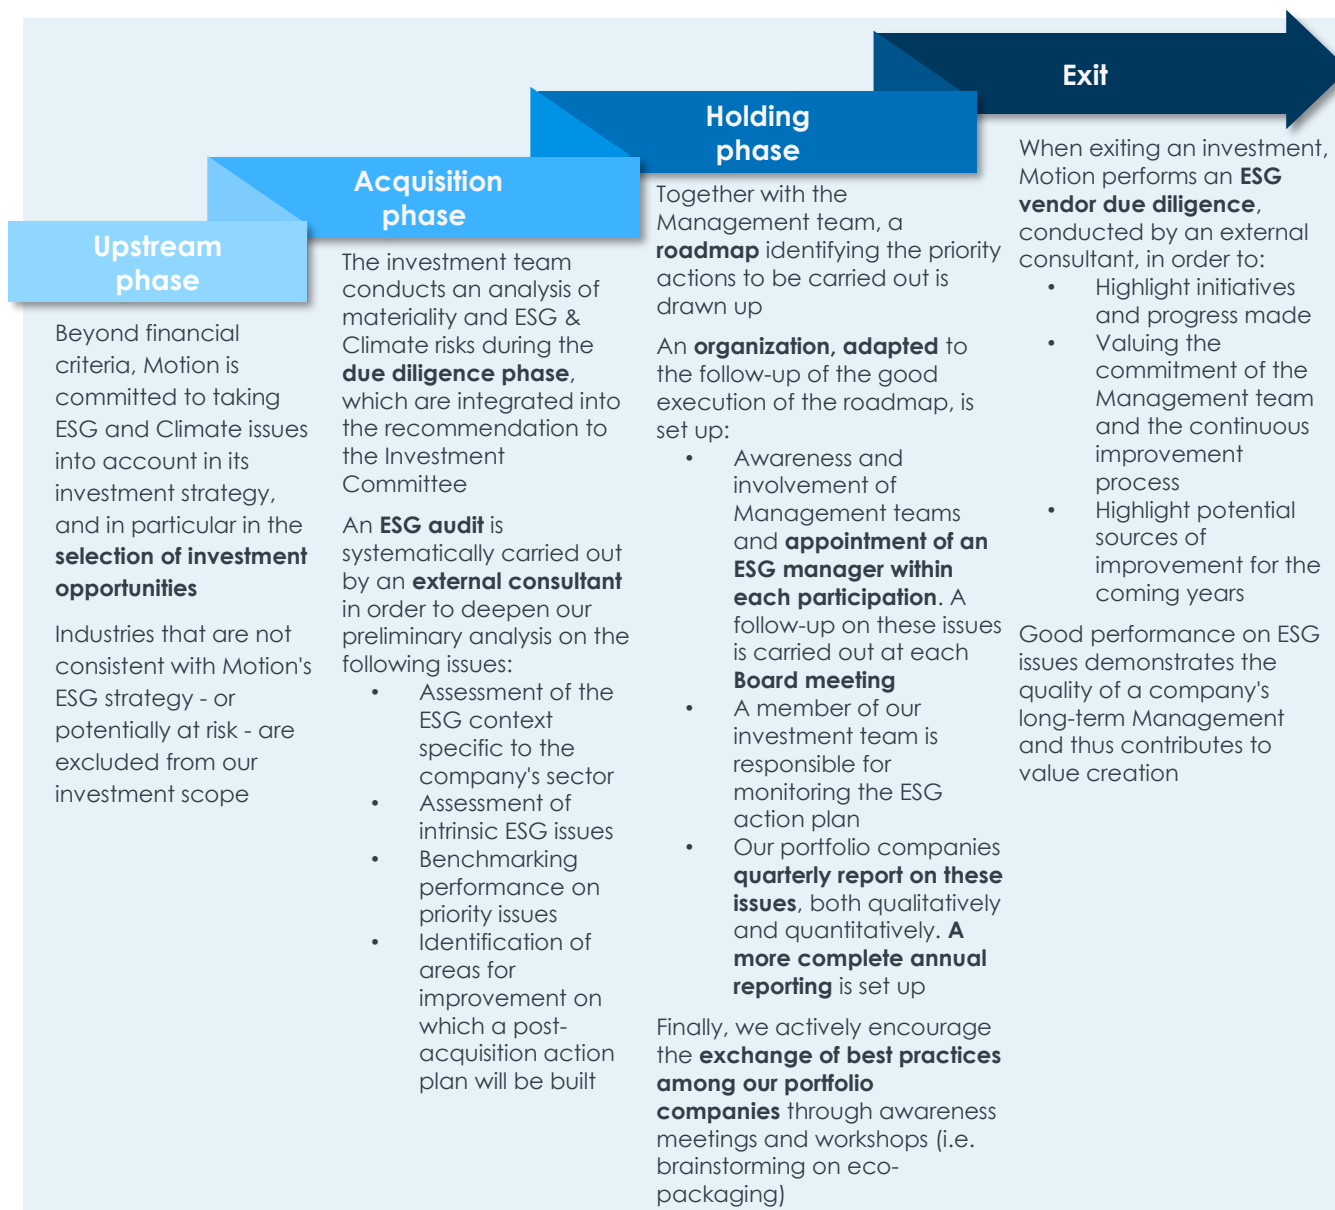 Upstream
phase
Beyond financial
criteria, Motion is
committed to taking
ESG and Climate issues
into account in its
investment strategy,
and in particular in the
selection of investment
opportunities
Industries that are not
consistent with Motion's
ESG strategy - or
potentially at risk - are
excluded from our
investment scope
Acquisition
phase
The investment team
conducts an analysis of
materiality and ESG &
Climate risks during the
due diligence phase,
which are integrated into
the recommendation to
the Investment
Committee
An ESG audit is
systematically carried out
by an external consultant
in order to deepen our
preliminary analysis on the
following issues:
• Assessment of the
ESG context
specific to the
company's sector
• Assessment of
intrinsic ESG issues
• Benchmarking
performance on
priority issues
• Identification of
areas for
improvement on
which a post-
acquisition action
plan will be built
Holding
phase
Together with the
Management team, a
roadmap identifying the priority
actions to be carried out is
drawn up
An organization, adapted to
the follow-up of the good
execution of the roadmap, is
set up:
• Awareness and
involvement of
Management teams
and appointment of an
ESG manager within
each participation. A
follow-up on these issues
is carried out at each
Board meeting
• A member of our
investment team is
responsible for
monitoring the ESG
action plan
• Our portfolio companies
quarterly report on these
issues, both qualitatively
and quantitatively. A
more complete annual
reporting is set up
Finally, we actively encourage
the exchange of best practices
among our portfolio
companies through awareness
meetings and workshops (i.e.
brainstorming on eco-
packaging)
Exit
When exiting an investment,
Motion performs an ESG
vendor due diligence,
conducted by an external
consultant, in order to:
• Highlight initiatives
and progress made
• Valuing the
commitment of the
Management team
and the continuous
improvement
process
• Highlight potential
sources of
improvement for the
coming years
Good performance on ESG
issues demonstrates the
quality of a company's
long-term Management
and thus contributes to
value creation